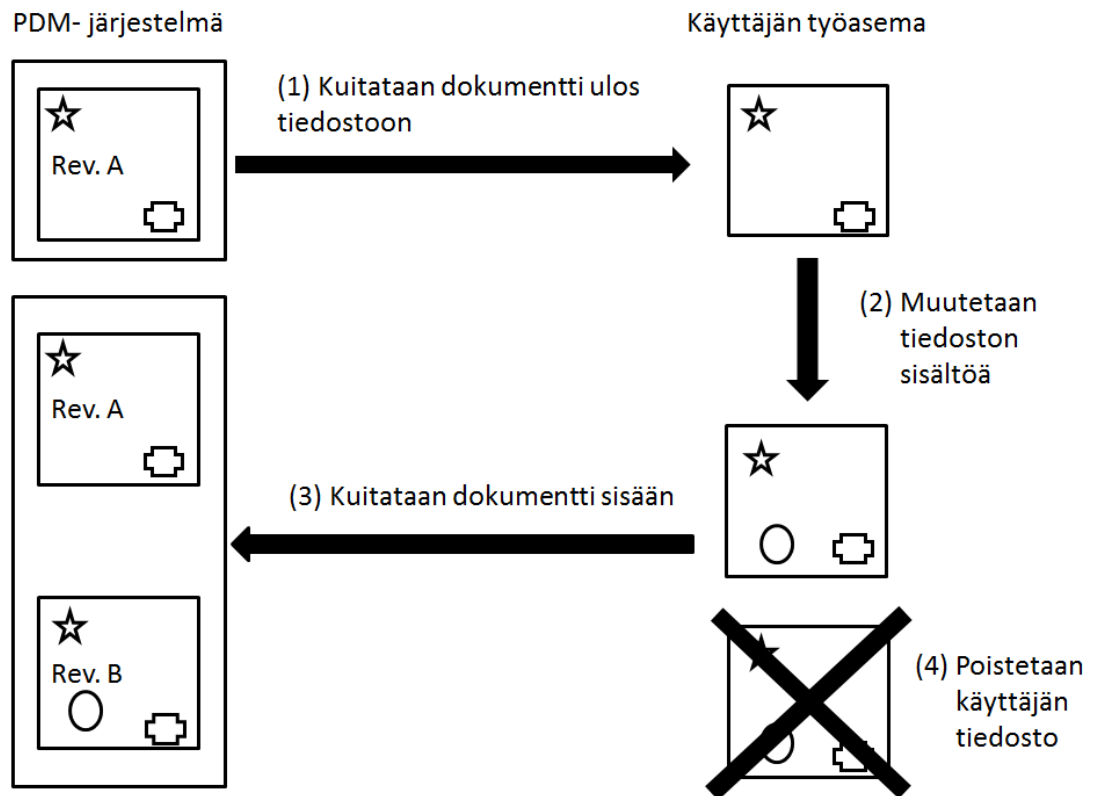 PDM- järjestelmä
Käyttäjän työasema
(1) Kuitataan dokumentti ulos
tiedostoon
Rev. A
(2) Muutetaan
tiedoston
sisältöä
Rev. A
(3) Kuitataan dokumentti sisään
Rev. B
(4) Poistetaan
käyttäjän
tiedosto